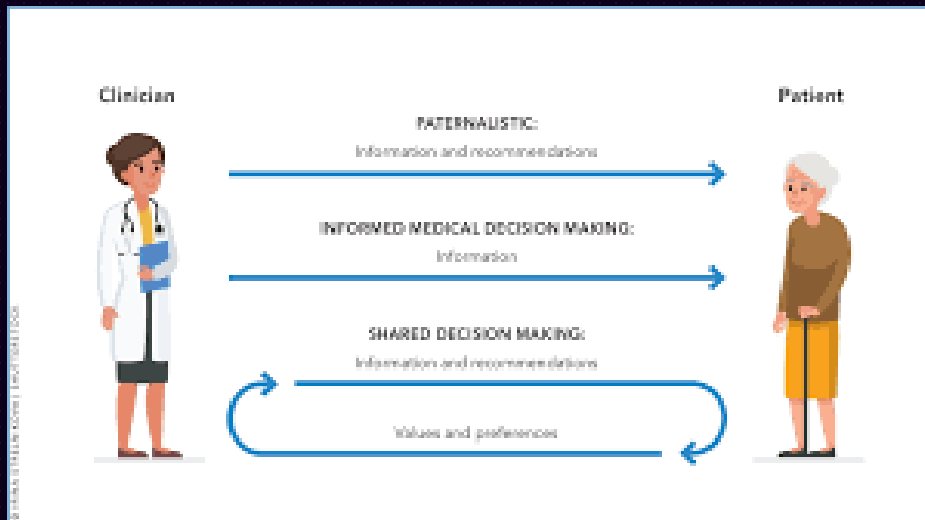 Clinician
Patient
PATERNALISTIC:
Information and recommendations
INFORMED MEDICAL DECISION MAKING:
Information
SHARED DECISION MAKING:
Information and recommendations
Values and preferences